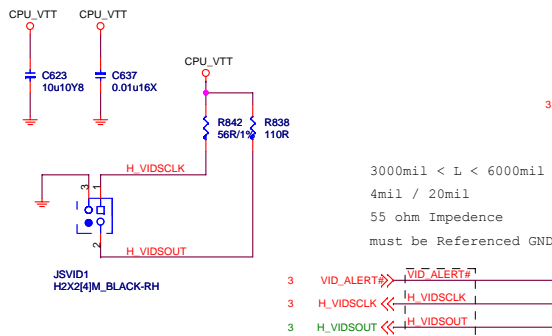 CPU_VTT
CPU_VTT
C623
10u10Y8
C637
0.01u16X
CPU_VTT
3
R842
56R/1%
R838
110R
H_VIDSCLK
3
1
2
H_VIDSOUT
JSVID1
H2X2[4]M_BLACK-RH
3000mil < L < 6000mil
4mil / 20mil
55 ohm Impedence
must be Referenced GND
3 VID_ALERT# VID_ALERT#
3 H_VIDSCLK H_VIDSCLK
3 H_VIDSOUT H_VIDSOUT